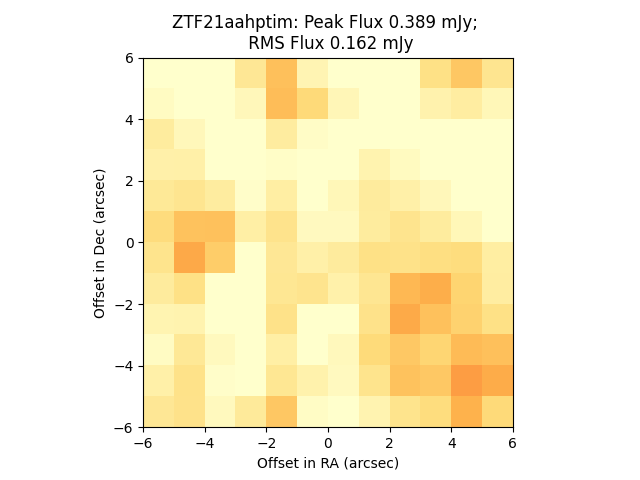 ZTF21aahptim: Peak Flux 0.389 mJy;
RMS Flux 0.162 mJy
6
4
2
0
−2
−4
−6
Offset in Dec (arcsec)
−6 −4 −2 0 2 4 6
Offset in RA (arcsec)